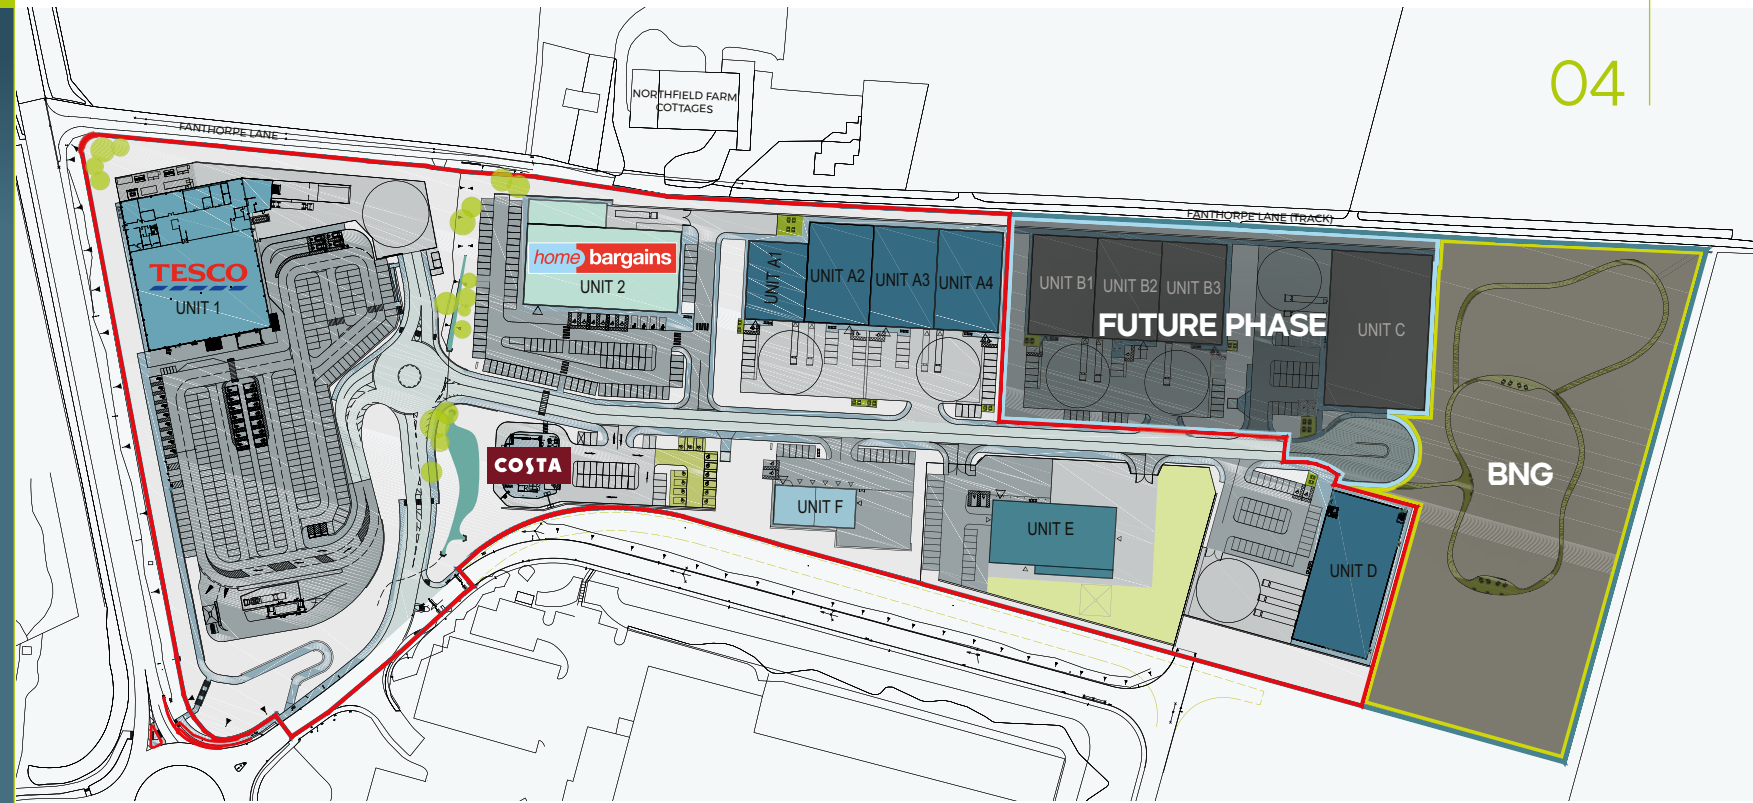 04
NORTHFIELD FARM
COTTAGES
FANTHORPE LANE
FANTHORPE LANE (TRACK)
TESCO
UNIT 1
home bargains
UNIT 2
UNIT A1
UNIT A2
UNIT A3
UNIT A4
UNIT B1
UNIT B2
UNIT B3
FUTURE PHASE
UNIT C
COSTA
BNG
UNIT F
UNIT E
UNIT D